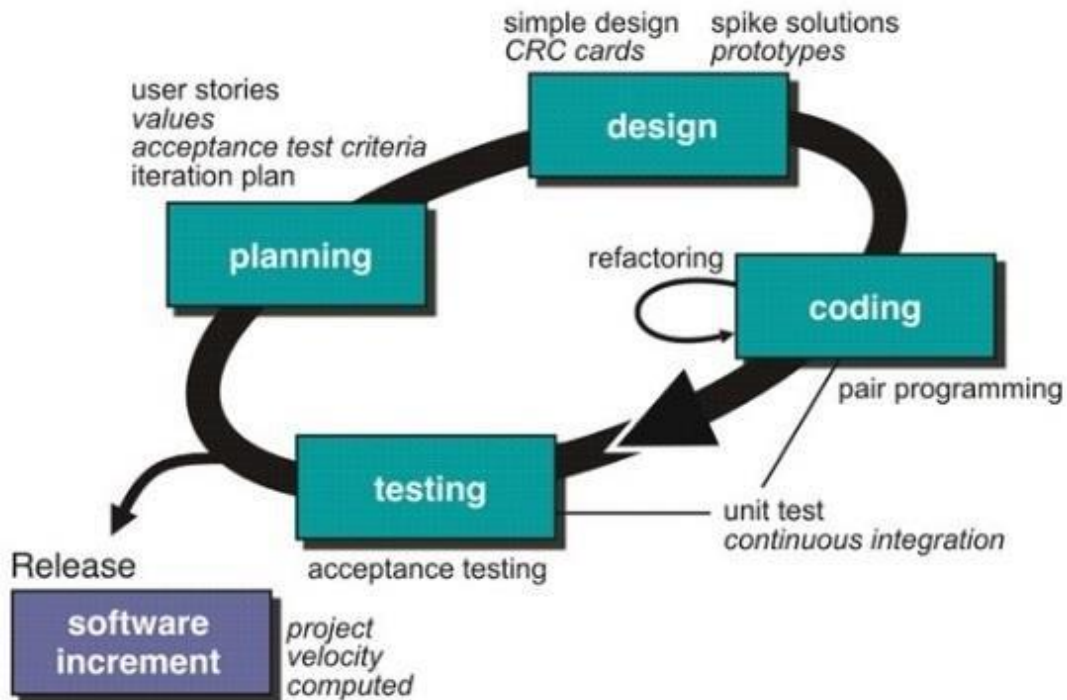 simple design
CRC cards
spike solutions
prototypes
design
user stories
values
acceptance test criteria
iteration plan
planning
refactoring
coding
pair programming
testing
acceptance testing
unit test
continuous integration
Release
software
increment
project
velocity
computed